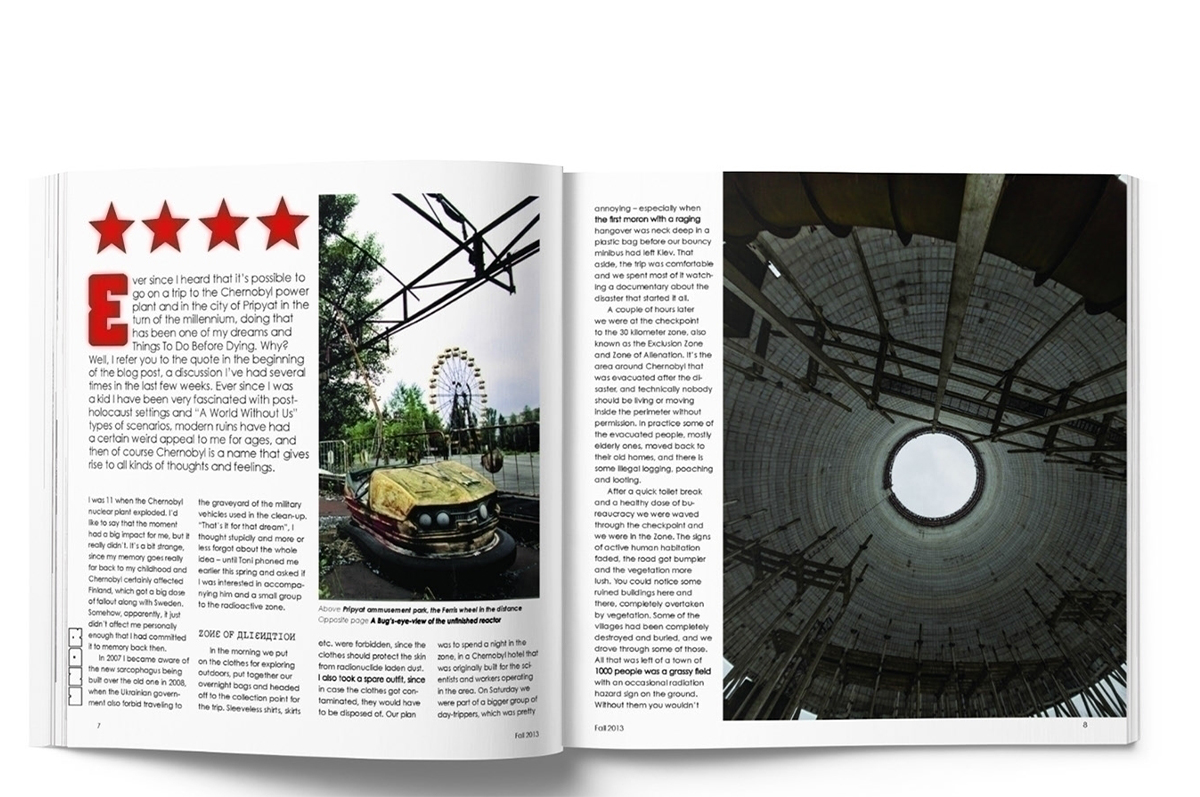 Ever since I heard that it's possible to
go on a trip to the Chernobyl power
plant and in the city of Pripyat in the
turn of the millennium, doing that
has been one of my dreams and
Things To Do Before Dying. Why?
Well, I refer you to the quote in the beginning
of the blog post, a discussion I've had several
times in the last few weeks. Ever since I was
a kid I have been very fascinated with post-
holocaust settings and "A World Without Us"
types of scenarios, modern ruins have had
a certain weird appeal to me for ages, and
then of course Chernobyl is a name that gives
rise to all kinds of thoughts and feelings.
I was 11 when the Chernobyl
nuclear plant exploded. I'd
like to say that the moment
had a big impact for me, but it
really didn't. It's a bit strange,
since my memory goes really
far back to my childhood and
Chernobyl certainly affected
Finland, which got a big dose
of fallout along with Sweden.
Somehow, apparently, it just
didn't affect me personally
enough that I had committed
it to memory back then.
In 2007 I became aware of
the new sarcophagus being
built over the old one in 2008,
when the Ukrainian govern-
ment also forbid traveling to
the graveyard of the military
vehicles used in the clean-up.
"That's it for that dream", I
thought stupidly and more or
less forgot about the whole
idea – until Toni phoned me
earlier this spring and asked if
I was interested in accompa-
nying him and a small group
to the radioactive zone.
ZOИE OF ДLIEИДTIOИ
In the morning we put
on the clothes for exploring
outdoors, put together our
overnight bags and headed
off to the collection point for
the trip. Sleeveless shirts, skirts
Above Pripyat ammusement park, the Ferris wheel in the distance
Opposite page A Bug's-eye-view of the unfinished reactor
etc. were forbidden, since the
clothes should protect the skin
from radionuclide laden dust.
I also took a spare outfit, since
in case the clothes got con-
taminated, they would have
to be disposed of. Our plan
was to spend a night in the
zone, in a Chernobyl hotel that
was originally built for the sci-
entists and workers operating
in the area. On Saturday we
were part of a bigger group of
day-trippers, which was pretty
7
Fall 2013
annoying – especially when
the first moron with a raging
hangover was neck deep in a
plastic bag before our bouncy
minibus had left Kiev. That
aside, the trip was comfortable
and we spent most of it watch-
ing a documentary about the
disaster that started it all.
A couple of hours later
we were at the checkpoint
to the 30 kilometer zone, also
known as the Exclusion Zone
and Zone of Alienation. It's the
area around Chernobyl that
was evacuated after the di-
saster, and technically nobody
should be living or moving
inside the perimeter without
permission. In practice some of
the evacuated people, mostly
elderly ones, moved back to
their old homes, and there is
some illegal logging, poaching
and looting.
After a quick toilet break
and a healthy dose of bu-
reaucracy we were waved
through the checkpoint and
we were in the Zone. The signs
of active human habitation
faded, the road got bumpier
and the vegetation more
lush. You could notice some
ruined buildings here and
there, completely overtaken
by vegetation. Some of the
villages had been completely
destroyed and buried, and we
drove through some of those.
All that was left of a town of
1000 people was a grassy field
with an occasional radiation
hazard sign on the ground.
Without them you wouldn't
Fall 2013
8